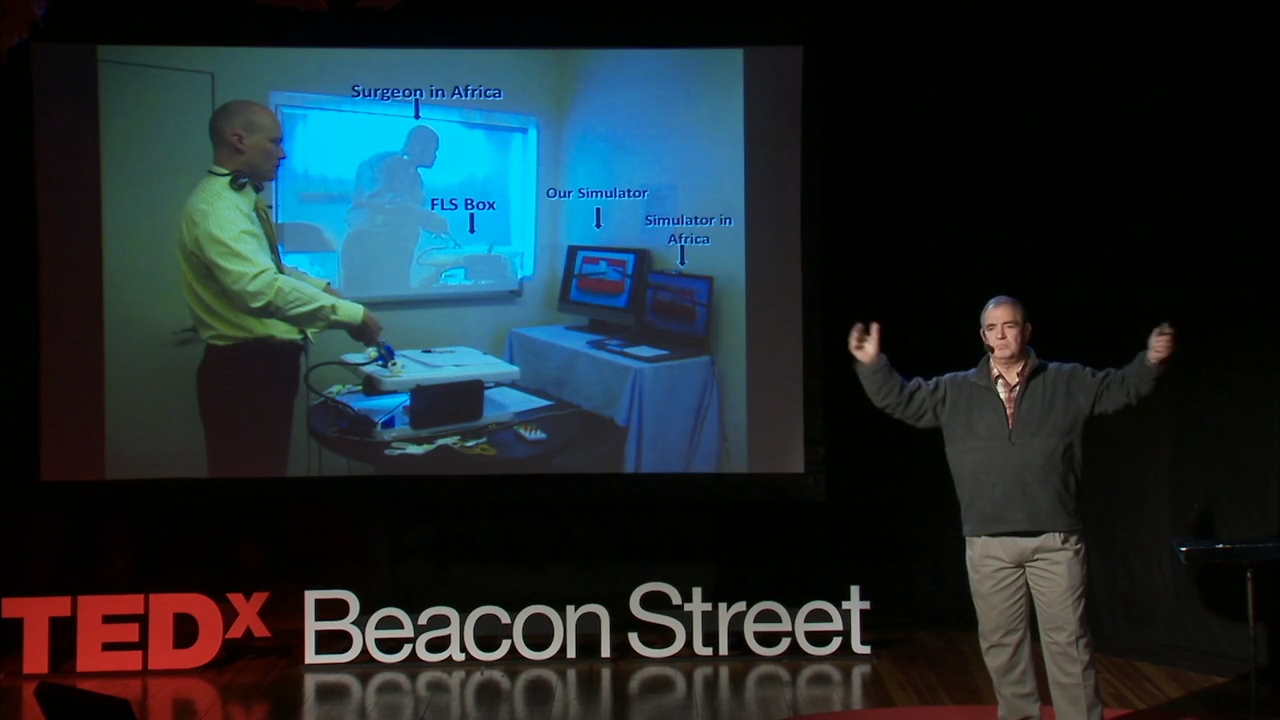 Surgeon in Africa
FLS Box
Our Simulator
Simulator in
Africa
TEDx
Beacon Street